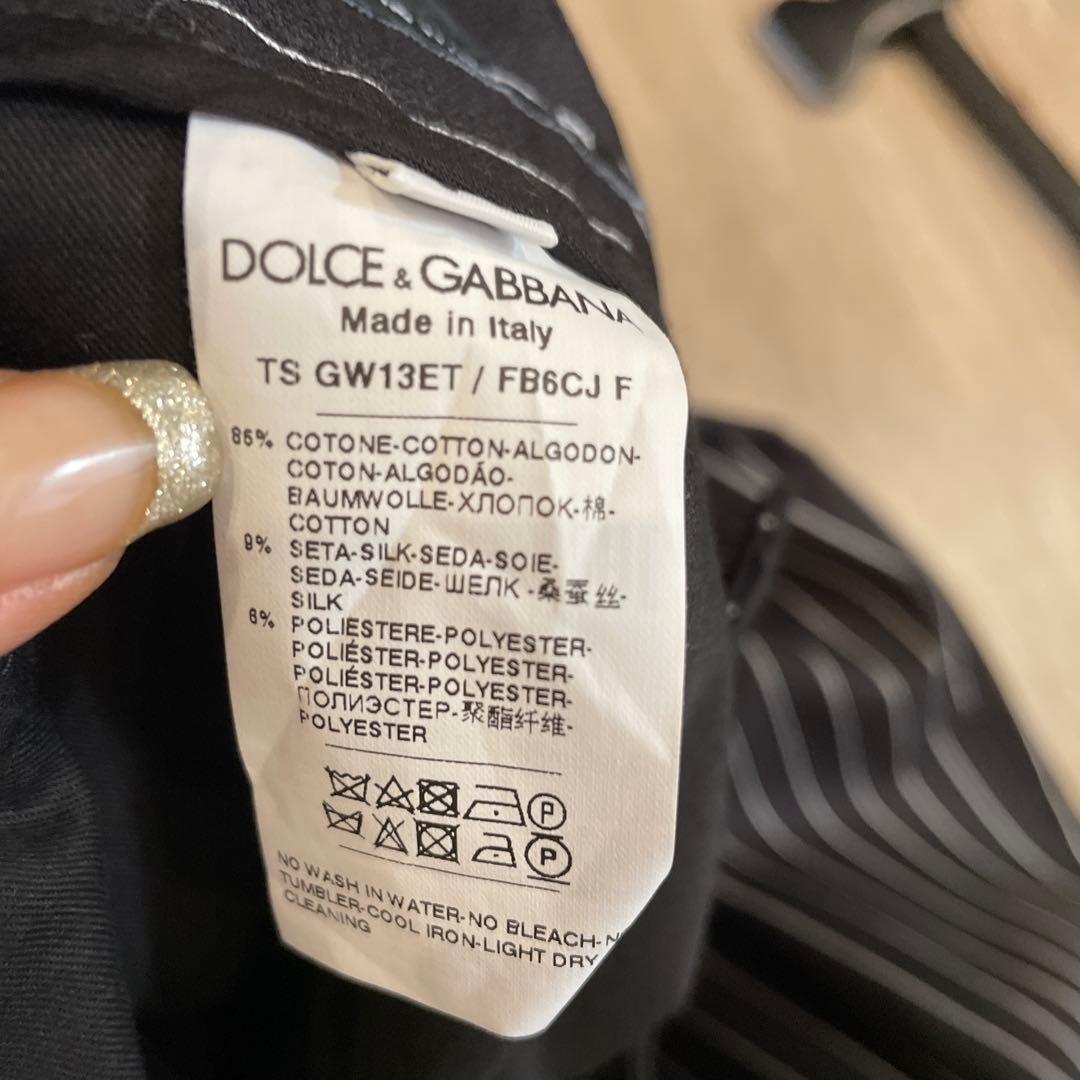 DOLCE & GABBANA
Made in Italy
TS GW13ET / FB6CJ F
85% COTONE-COTTON-ALGODON-
COTON-ALGODÃO-
BAUMWOLLE-ХЛОПОК-棉-
COTTON
9% SETA-SILK-SEDA-SOIE-
SEDA-SEIDE-ШЕЛК -桑蚕丝-
SILK
6% POLIESTERE-POLYESTER-
POLIÉSTER-POLYESTER-
POLIÉSTER-POLYESTER-
ПОЛИЭСТЕР-聚酯纤维-
POLYESTER
P
P
NO WASH IN WATER-NO BLEACH-
TUMBLER-COOL IRON-LIGHT DRY
CLEANING